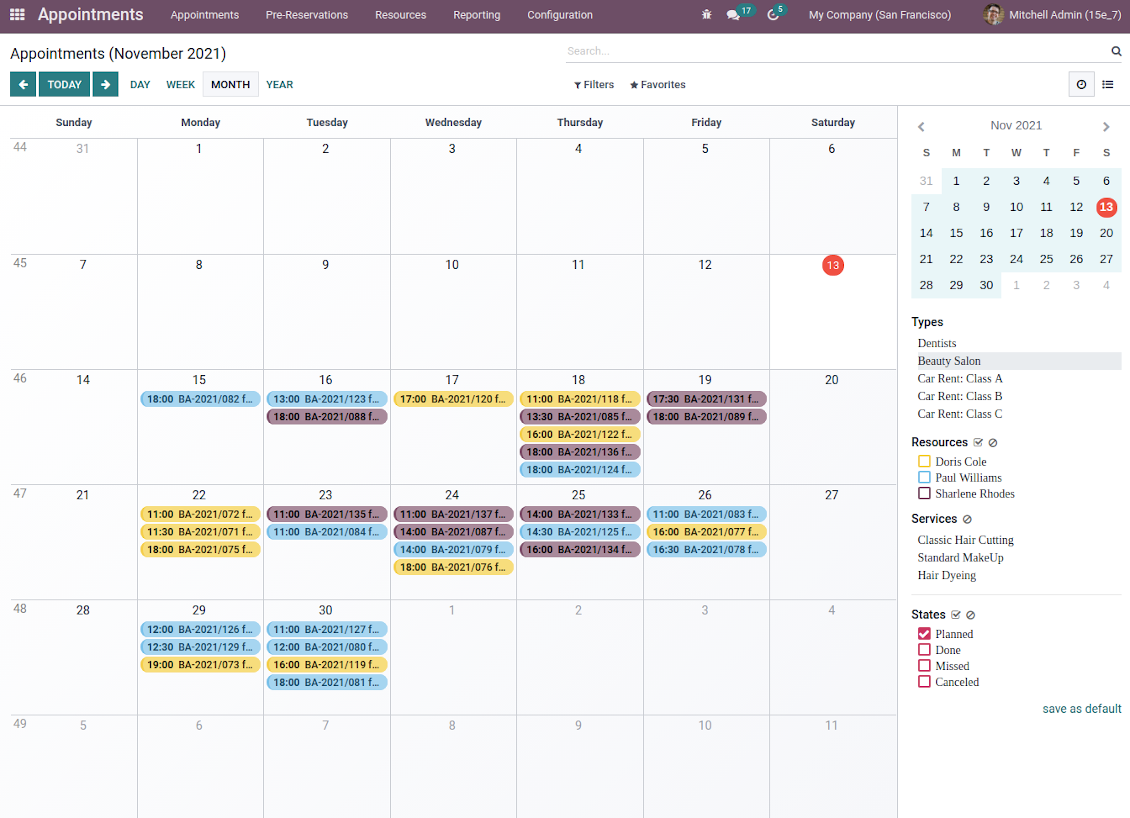 Appointments Appointments Pre-Reservations Resources Reporting Configuration 17 5 My Company (San Francisco) Mitchell Admin (15e_7)
Appointments (November 2021)
Search...
TODAY DAY WEEK MONTH YEAR
Filters Favorites
Sunday Monday Tuesday Wednesday Thursday Friday Saturday
44 31 1 2 3 4 5 6
45 7 8 9 10 11 12 13
46 14 15 16 17 18 19 20
18:00 BA-2021/082 f... 13:00 BA-2021/123 f... 17:00 BA-2021/120 f... 11:00 BA-2021/118 f... 17:30 BA-2021/131 f...
18:00 BA-2021/088 f... 13:30 BA-2021/085 f... 18:00 BA-2021/089 f...
16:00 BA-2021/122 f...
18:00 BA-2021/136 f...
18:00 BA-2021/124 f...
47 21 22 23 24 25 26 27
11:00 BA-2021/072 f... 11:00 BA-2021/135 f... 11:00 BA-2021/137 f... 14:00 BA-2021/133 f... 11:00 BA-2021/083 f...
11:30 BA-2021/071 f... 11:00 BA-2021/084 f... 14:00 BA-2021/087 f... 14:30 BA-2021/125 f... 16:00 BA-2021/077 f...
18:00 BA-2021/075 f... 14:00 BA-2021/079 f... 16:00 BA-2021/134 f... 16:30 BA-2021/078 f...
18:00 BA-2021/076 f...
48 28 29 30 1 2 3 4
12:00 BA-2021/126 f... 11:00 BA-2021/127 f...
12:30 BA-2021/129 f... 12:00 BA-2021/080 f...
19:00 BA-2021/073 f... 16:00 BA-2021/119 f...
18:00 BA-2021/081 f...
49 5 6 7 8 9 10 11
Nov 2021
S M T W T F S
31 1 2 3 4 5 6
7 8 9 10 11 12 13
14 15 16 17 18 19 20
21 22 23 24 25 26 27
28 29 30 1 2 3 4
Types
Dentists
Beauty Salon
Car Rent: Class A
Car Rent: Class B
Car Rent: Class C
Resources
Doris Cole
Paul Williams
Sharlene Rhodes
Services
Classic Hair Cutting
Standard MakeUp
Hair Dyeing
States
Planned
Done
Missed
Canceled
save as default